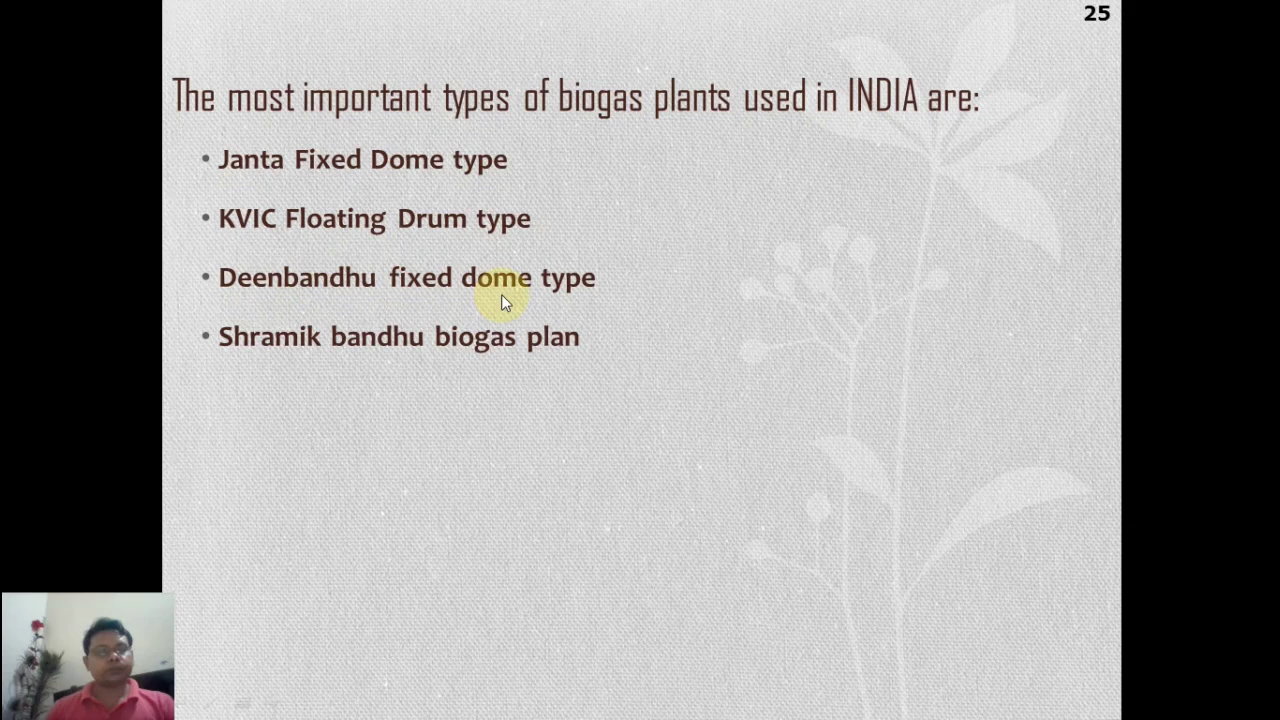 25
The most important types of biogas plants used in INDIA are:
• Janta Fixed Dome type
• KVIC Floating Drum type
• Deenbandhu fixed dome type
• Shramik bandhu biogas plan